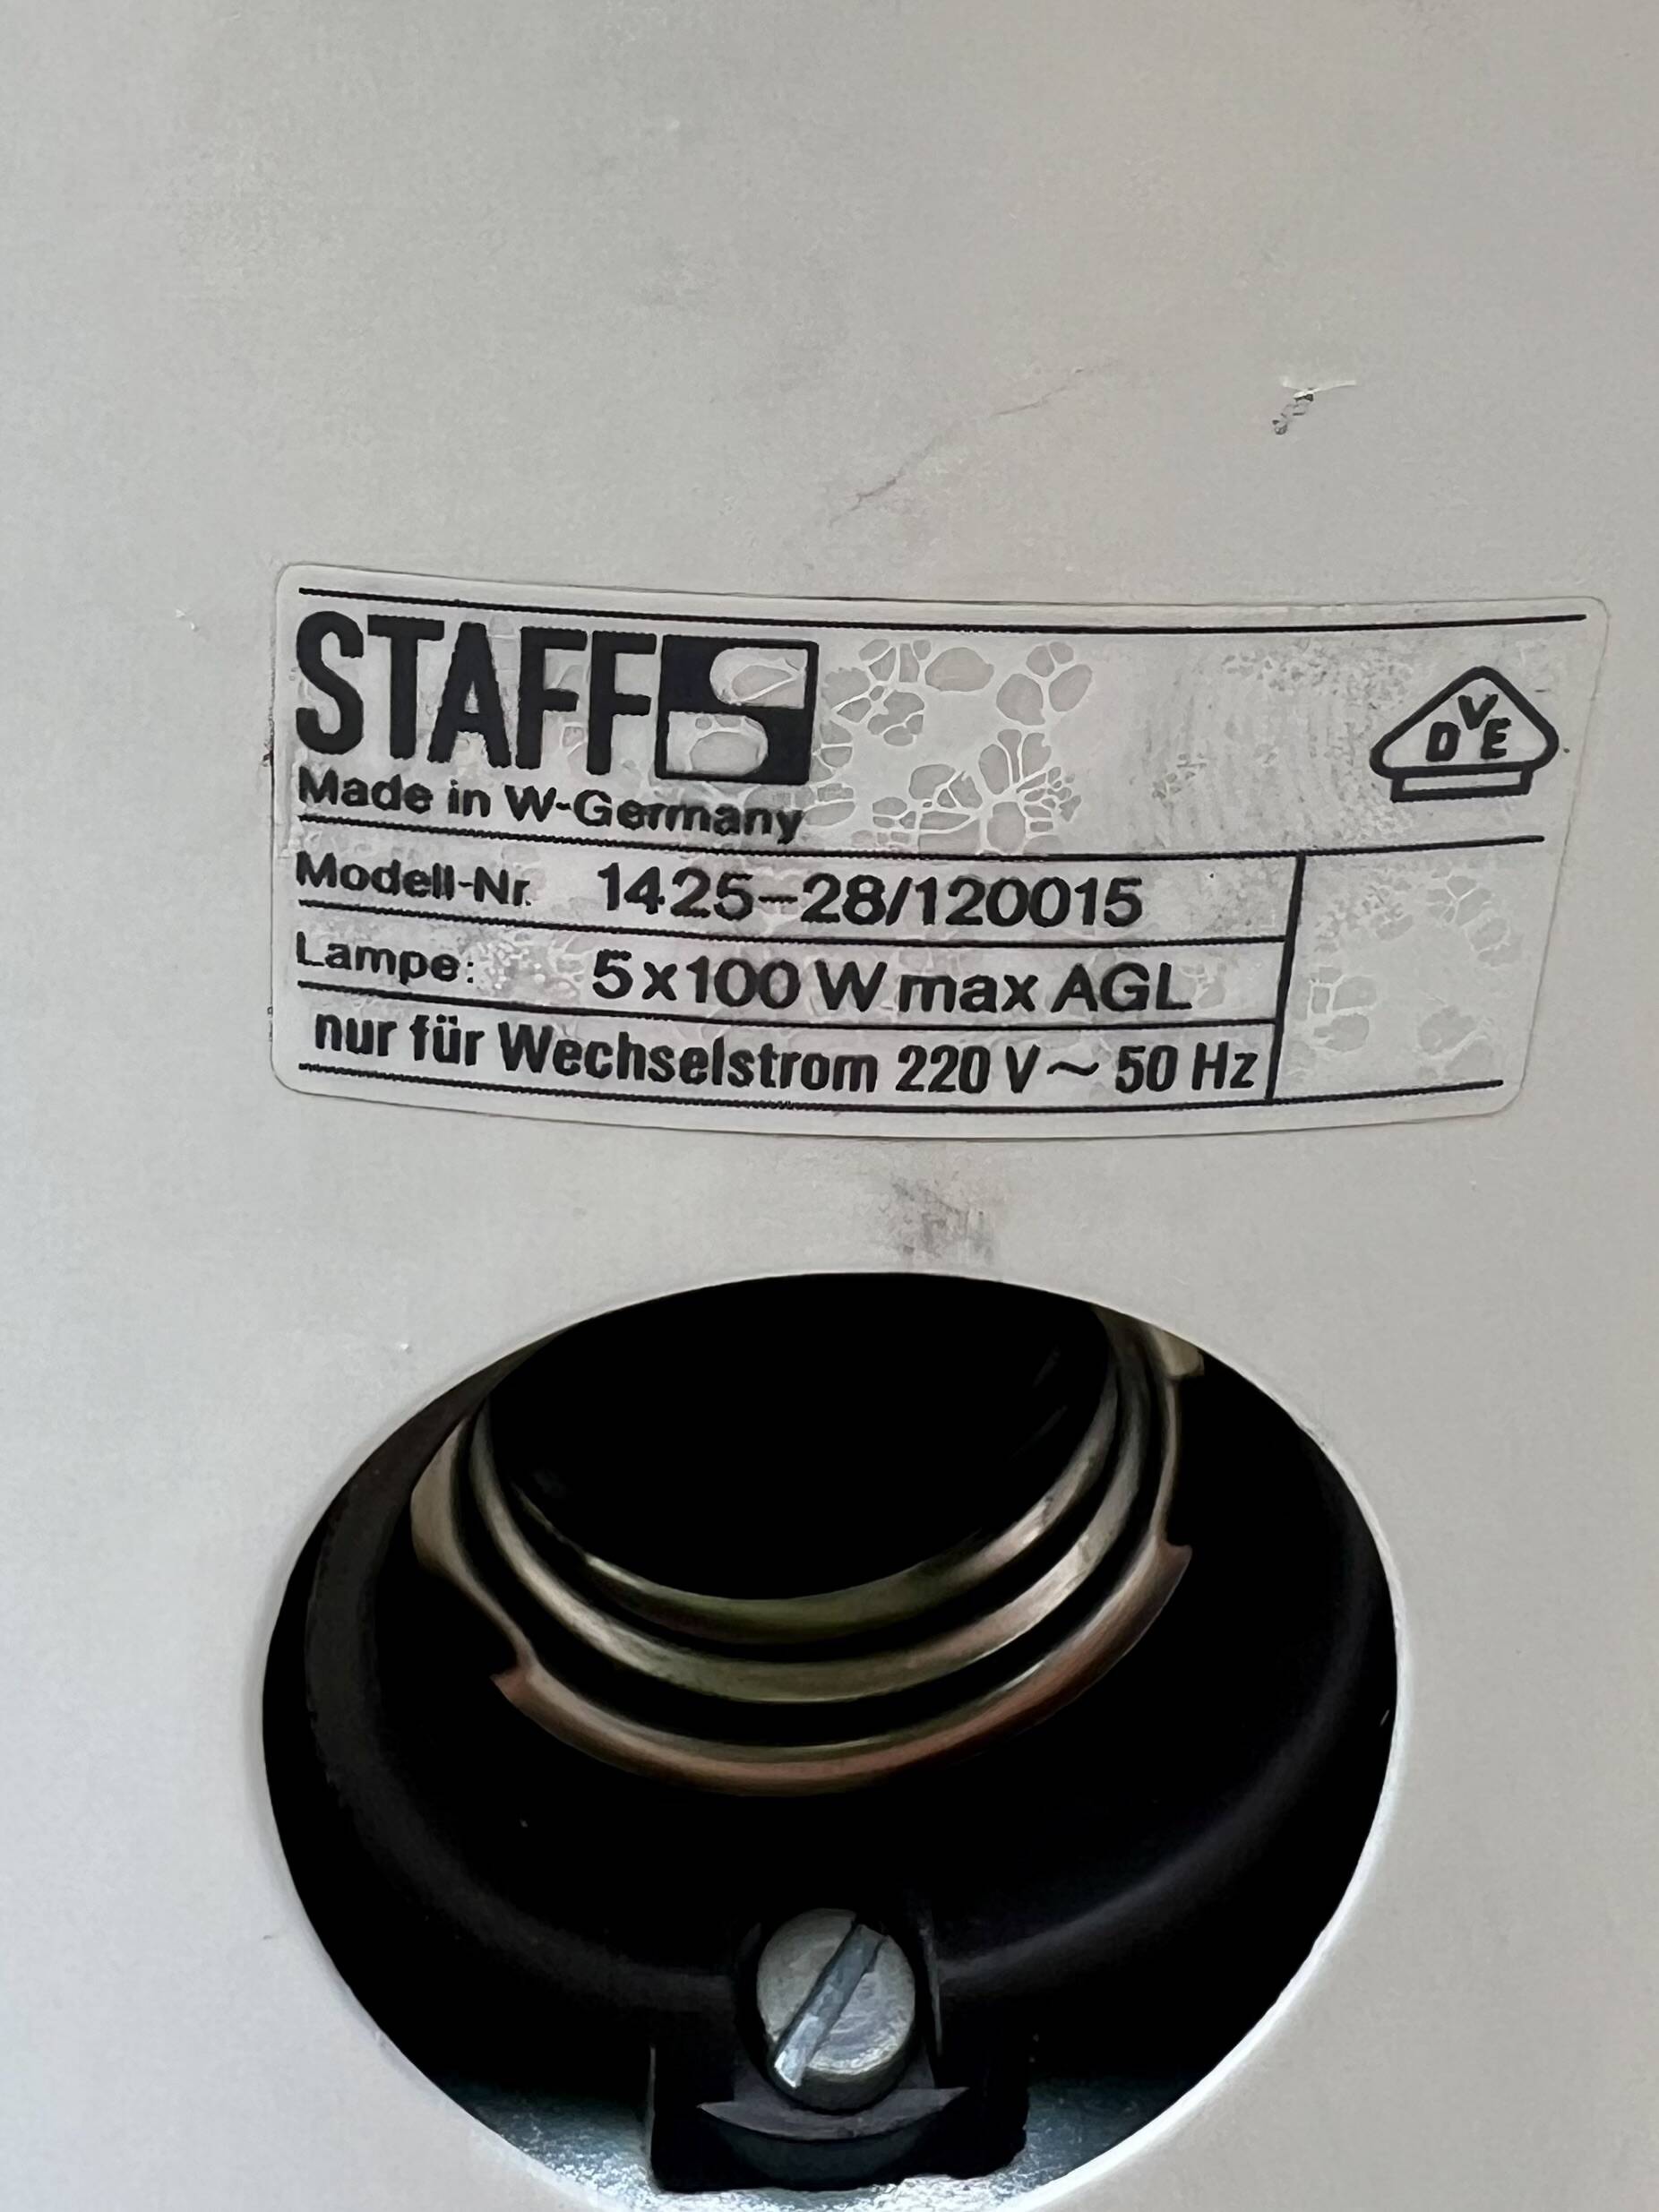 STAFF
Made in W-Germany
VDE
Modell-Nr. 1425-28/120015
Lampe: 5x100 W max AGL
nur für Wechselstrom 220 V~ 50 Hz